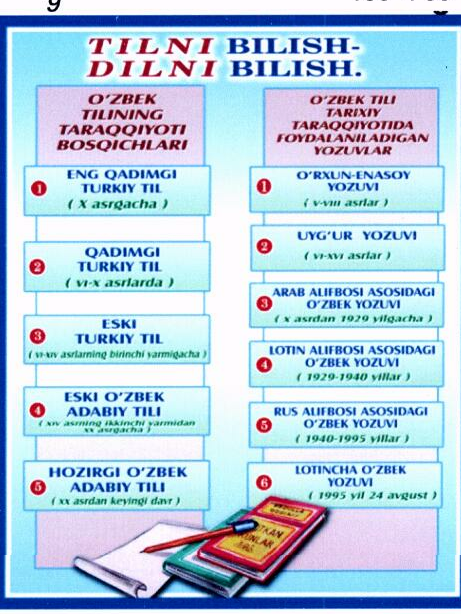 TILNI BILISH-
DILNI BILISH.
O'ZBEK
TILINING
TARAQQIYOTI
BOSQICHLARI
1
ENG QADIMGI
TURKIY TIL
( X asrgacha )
2
QADIMGI
TURKIY TIL
( VI-X asrlarda )
3
ESKI
TURKIY TIL
( VI-XIV asrlarning birinchi yarmigacha )
4
ESKI O'ZBEK
ADABIY TILI
( XIV asrning ikkinchi yarmidan
XX asrgacha )
5
HOZIRGI O'ZBEK
ADABIY TILI
( XX asrdan keyingi davr )
O'ZBEK TILI
TARIXIY
TARAQQIYOTIDA
FOYDALANILADIGAN
YOZUVLAR
1
O'RXUN-ENASOY
YOZUVI
( V-VIII asrlar )
2
UYG'UR YOZUVI
( VI-XVI asrlar )
3
ARAB ALIFBOSI ASOSIDAGI
O'ZBEK YOZUVI
( X asrdan 1929 yilgacha )
4
LOTIN ALIFBOSI ASOSIDAGI
O'ZBEK YOZUVI
( 1929-1940 yillar )
5
RUS ALIFBOSI ASOSIDAGI
O'ZBEK YOZUVI
( 1940-1995 yillar )
6
LOTINCHA O'ZBEK
YOZUVI
( 1995 yil 24 avgust )